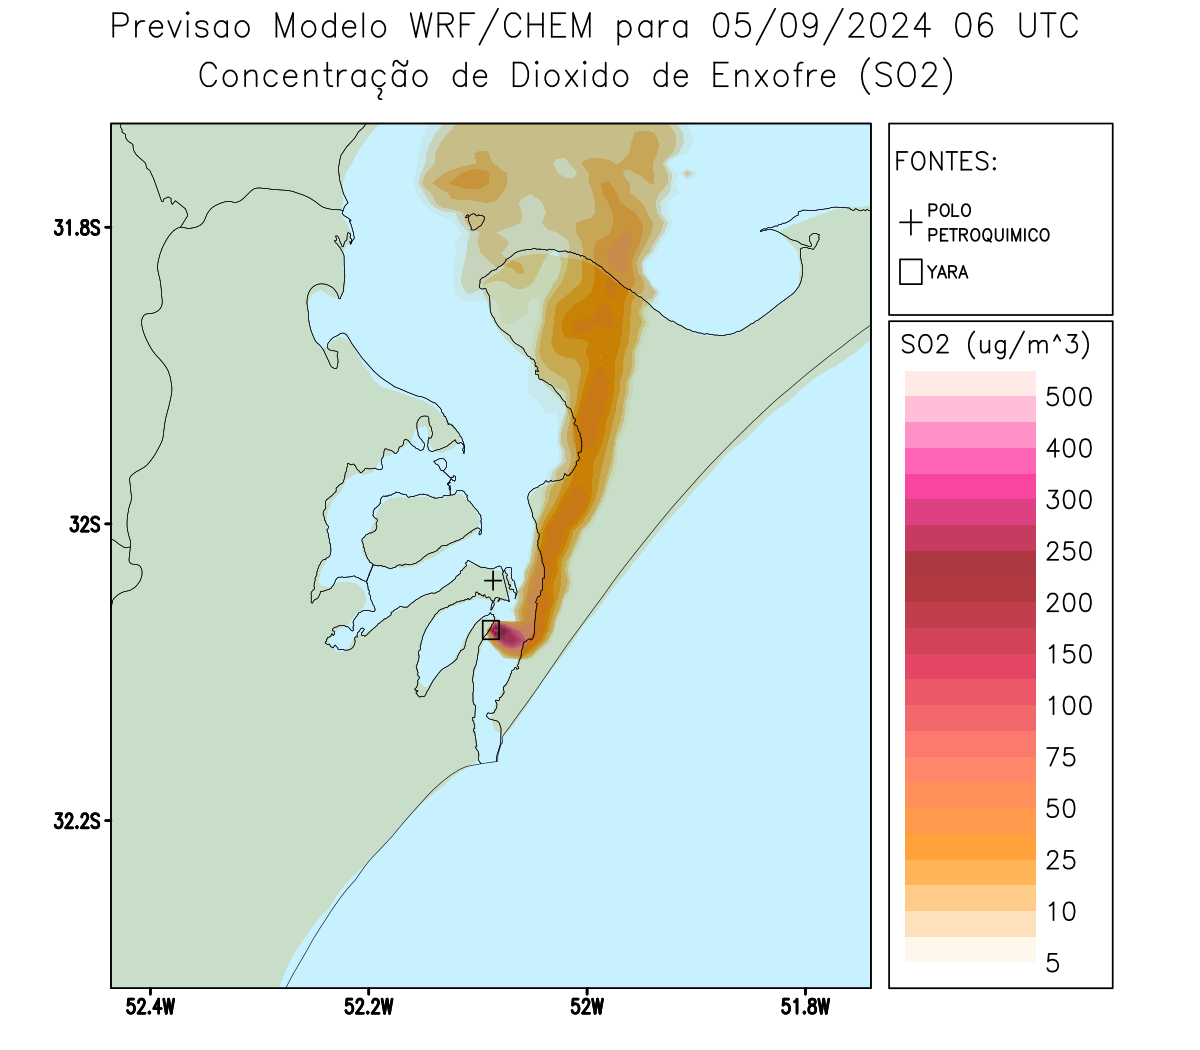 Previsao Modelo WRF/CHEM para 05/09/2024 06 UTC
Concentração de Dioxido de Enxofre (SO2)
FONTES:
POLO
PETROQUIMICO
YARA
SO2 (ug/m^3)
500
400
300
250
200
150
100
75
50
25
10
5
31.8S
32S
32.2S
52.4W
52.2W
52W
51.8W